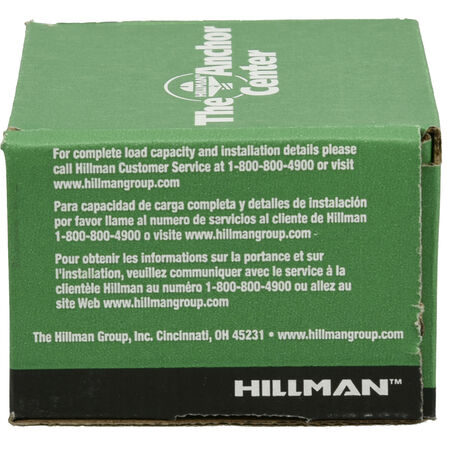 The Anchor
Center
HILLMAN
For complete load capacity and installation details please
call Hillman Customer Service at 1-800-800-4900 or visit
www.hillmangroup.com
Para capacidad de carga completa y detalles de instalación
por favor llame al numero de servicios al cliente de Hillman
1-800-800-4900 o visite www.hillmangroup.com
Pour obtenir les informations sur la portance et sur
l'installation, veuillez communiquer avec le service à la
clientèle Hillman au numéro 1-800-800-4900 ou allez au
site Web www.hillmangroup.com
The Hillman Group, Inc. Cincinnati, OH 45231 • www.hillmangroup.com
HILLMAN™